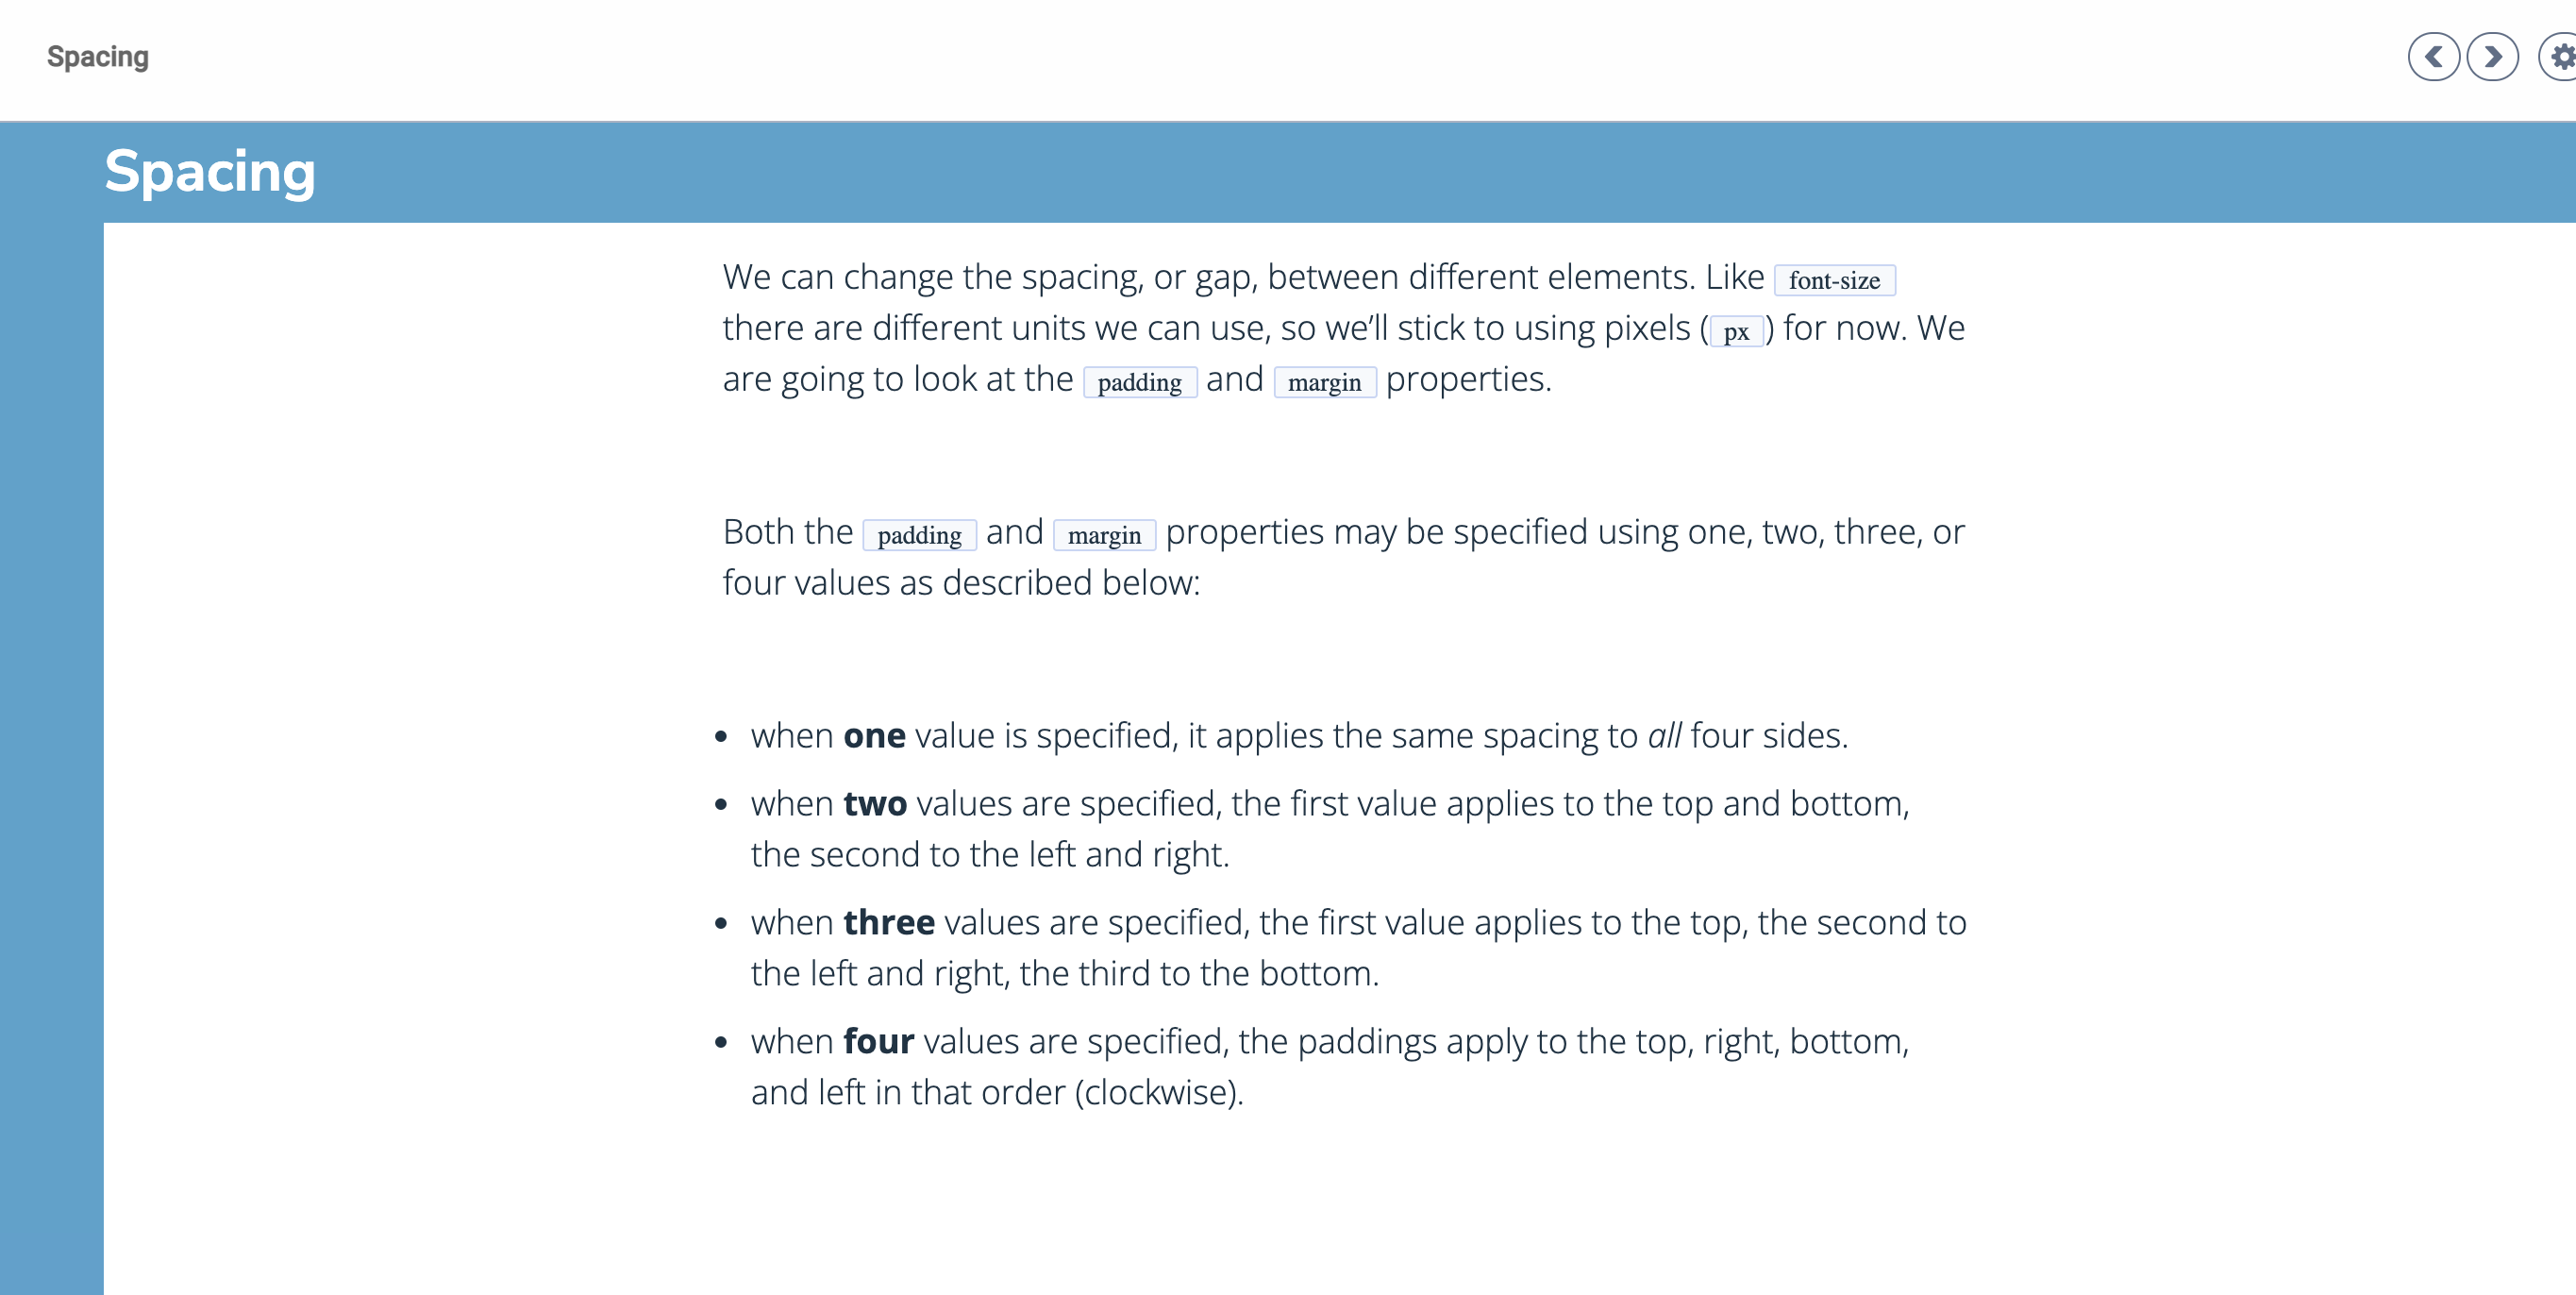 Spacing
Spacing
We can change the spacing, or gap, between different elements. Like font-size
there are different units we can use, so we’ll stick to using pixels ( px ) for now. We
are going to look at the padding and margin properties.
Both the padding and margin properties may be specified using one, two, three, or
four values as described below:
• when one value is specified, it applies the same spacing to all four sides.
• when two values are specified, the first value applies to the top and bottom,
the second to the left and right.
• when three values are specified, the first value applies to the top, the second to
the left and right, the third to the bottom.
• when four values are specified, the paddings apply to the top, right, bottom,
and left in that order (clockwise).